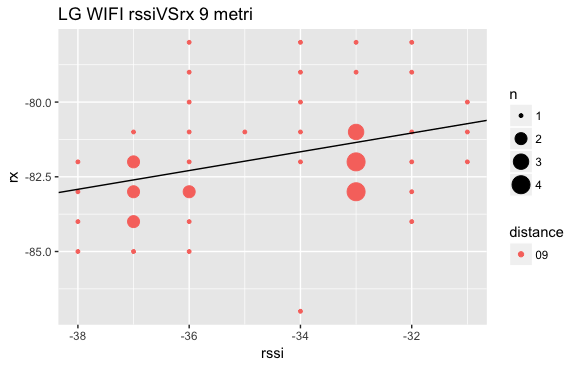 LG WIFI rssiVSrx 9 metri
rx
-80.0
-82.5
-85.0
-38
-36
-34
-32
rssi
n
1
2
3
4
distance
09